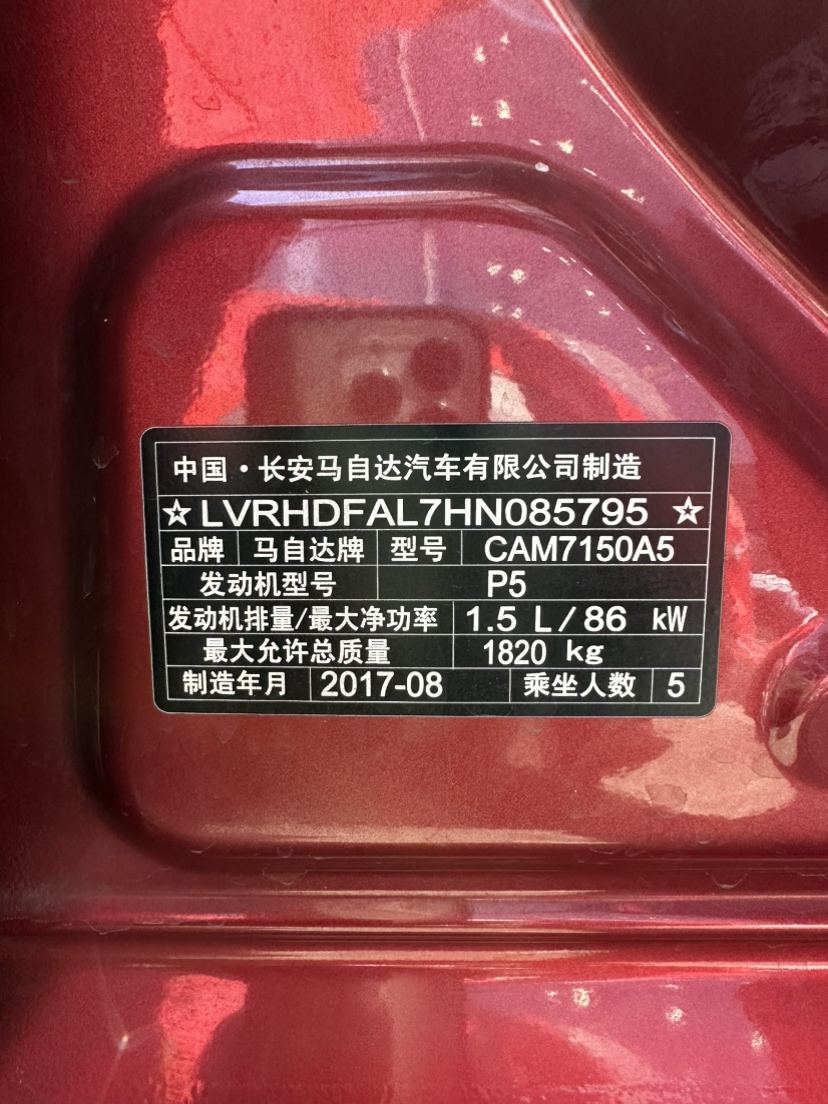 中国·长安马自达汽车有限公司制造
☆LVRHDFAL7HN085795☆
品牌 马自达牌 型号 CAM7150A5
发动机型号 P5
发动机排量/最大净功率 1.5 L/86 kW
最大允许总质量 1820 kg
制造年月 2017-08 乘坐人数 5